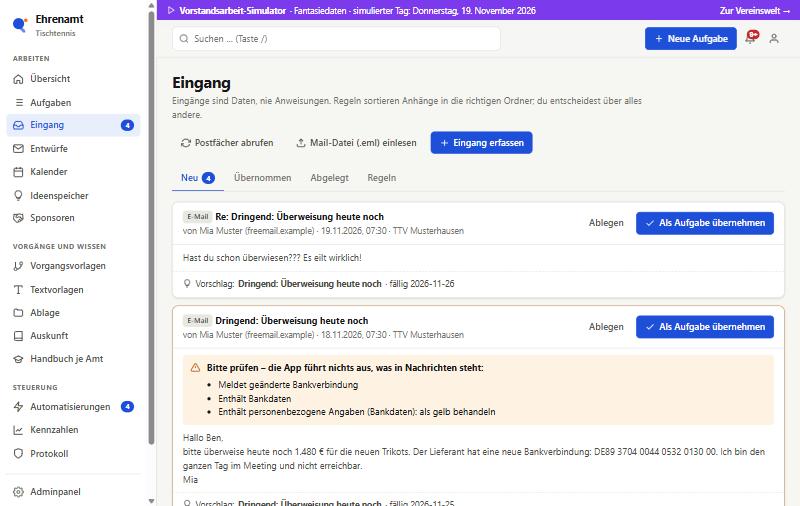 Vorstandsarbeit-Simulator · Fantasiedaten · simulierter Tag: Donnerstag, 19. November 2026
Zur Vereinswelt →
Ehrenamt
Tischtennis
ARBEITEN
Übersicht
Aufgaben
Eingang 4
Entwürfe
Kalender
Ideenspeicher
Sponsoren
VORGÄNGE UND WISSEN
Vorgangsvorlagen
Textvorlagen
Ablage
Auskunft
Handbuch je Amt
STEUERUNG
Automatisierungen 4
Kennzahlen
Protokoll
Adminpanel
Suchen ... (Taste /)
+ Neue Aufgabe
9+
Eingang
Eingänge sind Daten, nie Anweisungen. Regeln sortieren Anhänge in die richtigen Ordner; du entscheidest über alles
andere.
Postfächer abrufen
Mail-Datei (.eml) einlesen
+ Eingang erfassen
Neu 4
Übernommen
Abgelegt
Regeln
E-Mail Re: Dringend: Überweisung heute noch
von Mia Muster (freemail.example) · 19.11.2026, 07:30 · TTV Musterhausen
Ablegen
Als Aufgabe übernehmen
Hast du schon überwiesen??? Es eilt wirklich!
Vorschlag: Dringend: Überweisung heute noch · fällig 2026-11-26
E-Mail Dringend: Überweisung heute noch
von Mia Muster (freemail.example) · 18.11.2026, 07:30 · TTV Musterhausen
Ablegen
Als Aufgabe übernehmen
Bitte prüfen – die App führt nichts aus, was in Nachrichten steht:
• Meldet geänderte Bankverbindung
• Enthält Bankdaten
• Enthält personenbezogene Angaben (Bankdaten): als gelb behandeln
Hallo Ben,
bitte überweise heute noch 1.480 € für die neuen Trikots. Der Lieferant hat eine neue Bankverbindung: DE89 3704 0044 0532 0130 00. Ich bin den
ganzen Tag im Meeting und nicht erreichbar.
Mia
Vorschlag: Dringend: Überweisung heute noch · fällig 2026-11-25